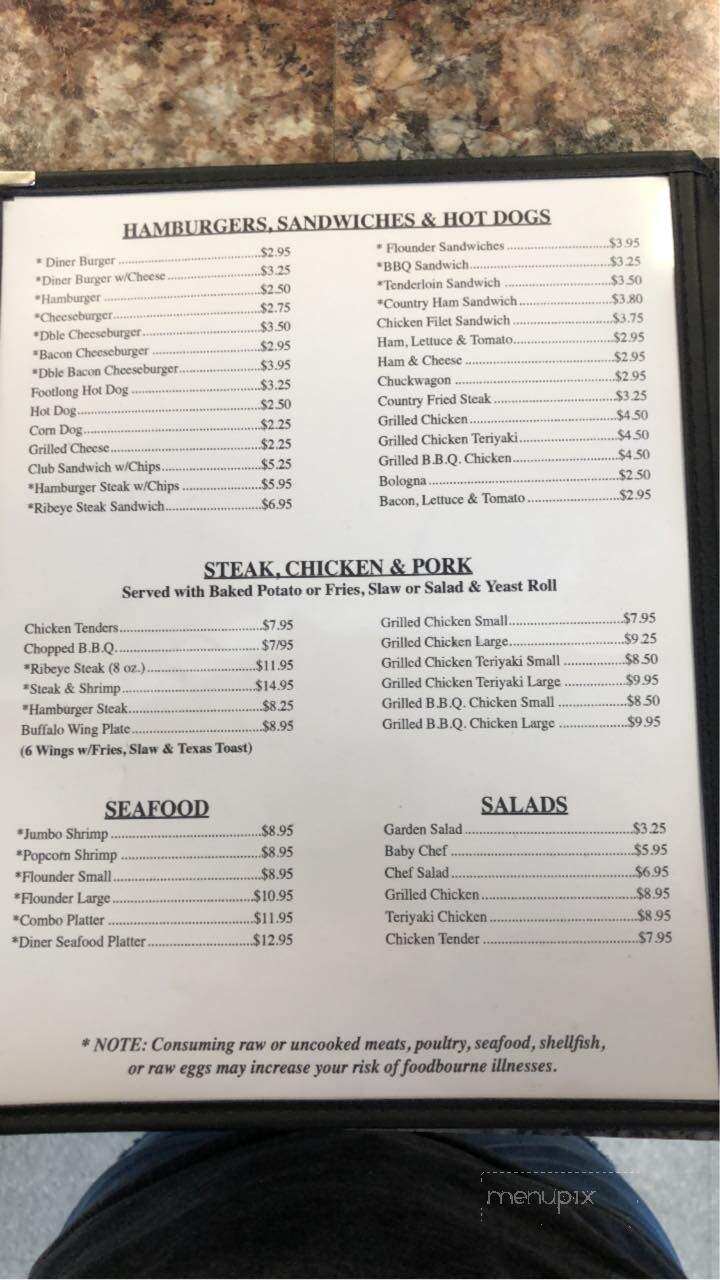 HAMBURGERS, SANDWICHES & HOT DOGS
* Diner Burger ................ $2.95
*Diner Burger w/Cheese ................ $3.25
*Hamburger ................ $2.50
*Cheeseburger ................ $2.75
*Dble Cheeseburger ................ $3.50
*Bacon Cheeseburger ................ $2.95
*Dble Bacon Cheeseburger ................ $3.95
Footlong Hot Dog ................ $3.25
Hot Dog ................ $2.50
Corn Dog ................ $2.25
Grilled Cheese ................ $2.25
Club Sandwich w/Chips ................ $5.25
*Hamburger Steak w/Chips ................ $5.95
*Ribeye Steak Sandwich ................ $6.95
* Flounder Sandwiches ................ $3.95
*BBQ Sandwich ................ $3.25
*Tenderloin Sandwich ................ $3.50
*Country Ham Sandwich ................ $3.80
Chicken Filet Sandwich ................ $3.75
Ham, Lettuce & Tomato ................ $2.95
Ham & Cheese ................ $2.95
Chuckwagon ................ $2.95
Country Fried Steak ................ $3.25
Grilled Chicken ................ $4.50
Grilled Chicken Teriyaki ................ $4.50
Grilled B.B.Q. Chicken ................ $4.50
Bologna ................ $2.50
Bacon, Lettuce & Tomato ................ $2.95
STEAK, CHICKEN & PORK
Served with Baked Potato or Fries, Slaw or Salad & Yeast Roll
Chicken Tenders ................ $7.95
Chopped B.B.Q. ................ $7/95
*Ribeye Steak (8 oz.) ................ $11.95
*Steak & Shrimp ................ $14.95
*Hamburger Steak ................ $8.25
Buffalo Wing Plate ................ $8.95
(6 Wings w/Fries, Slaw & Texas Toast)
Grilled Chicken Small ................ $7.95
Grilled Chicken Large ................ $9.25
Grilled Chicken Teriyaki Small ................ $8.50
Grilled Chicken Teriyaki Large ................ $9.95
Grilled B.B.Q. Chicken Small ................ $8.50
Grilled B.B.Q. Chicken Large ................ $9.95
SEAFOOD
*Jumbo Shrimp ................ $8.95
*Popcorn Shrimp ................ $8.95
*Flounder Small ................ $8.95
*Flounder Large ................ $10.95
*Combo Platter ................ $11.95
*Diner Seafood Platter ................ $12.95
SALADS
Garden Salad ................ $3.25
Baby Chef ................ $5.95
Chef Salad ................ $6.95
Grilled Chicken ................ $8.95
Teriyaki Chicken ................ $8.95
Chicken Tender ................ $7.95
* NOTE: Consuming raw or uncooked meats, poultry, seafood, shellfish,
or raw eggs may increase your risk of foodbourne illnesses.
menupix